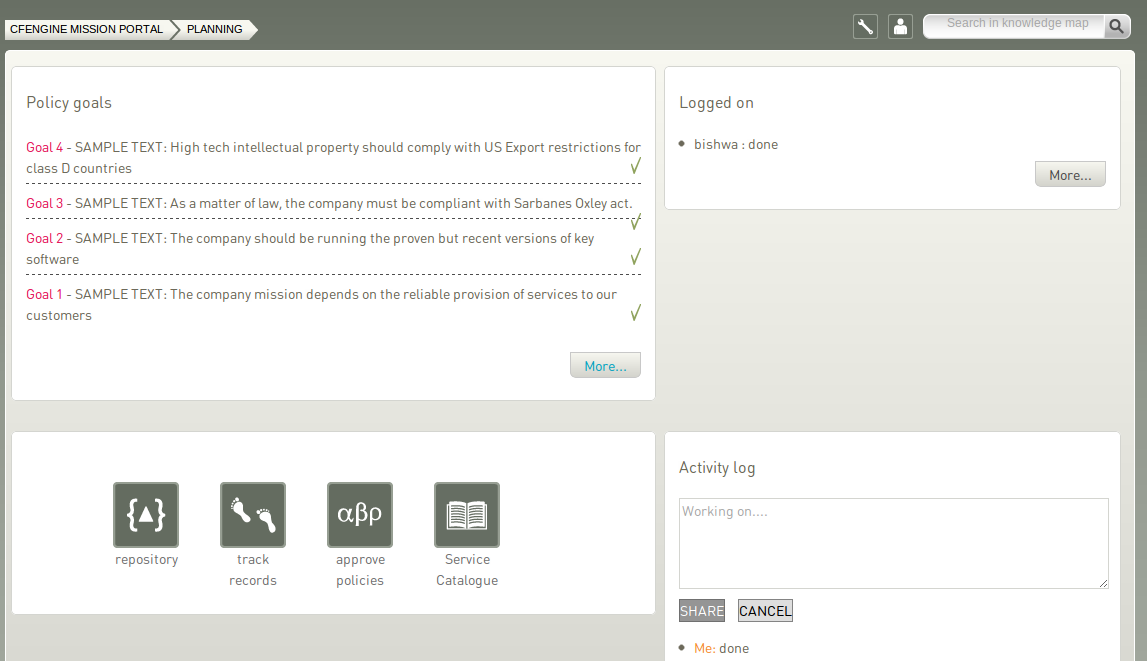 CFENGINE MISSION PORTAL PLANNING
Search in knowledge map
Policy goals
Goal 4 - SAMPLE TEXT: High tech intellectual property should comply with US Export restrictions for
class D countries
Goal 3 - SAMPLE TEXT: As a matter of law, the company must be compliant with Sarbanes Oxley act.
Goal 2 - SAMPLE TEXT: The company should be running the proven but recent versions of key
software
Goal 1 - SAMPLE TEXT: The company mission depends on the reliable provision of services to our
customers
More...
Logged on
bishwa : done
More...
αβρ
repository
track
records
approve
policies
Service
Catalogue
Activity log
Working on....
SHARE CANCEL
Me: done